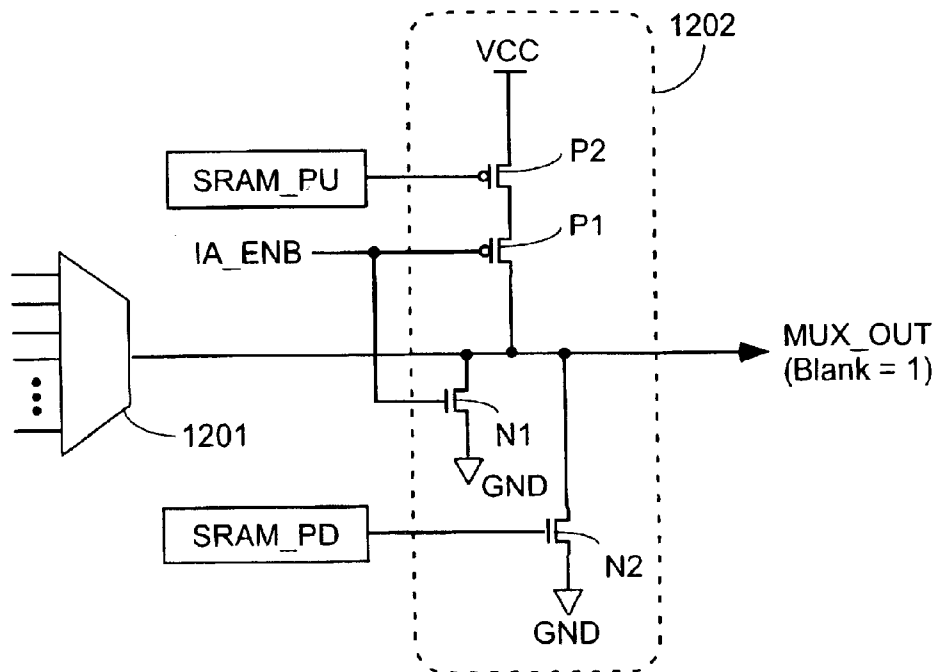 1202
VCC
P2
SRAM_PU
P1
IA_ENB
MUX_OUT
(Blank = 1)
1201
N1
GND
SRAM_PD
N2
GND